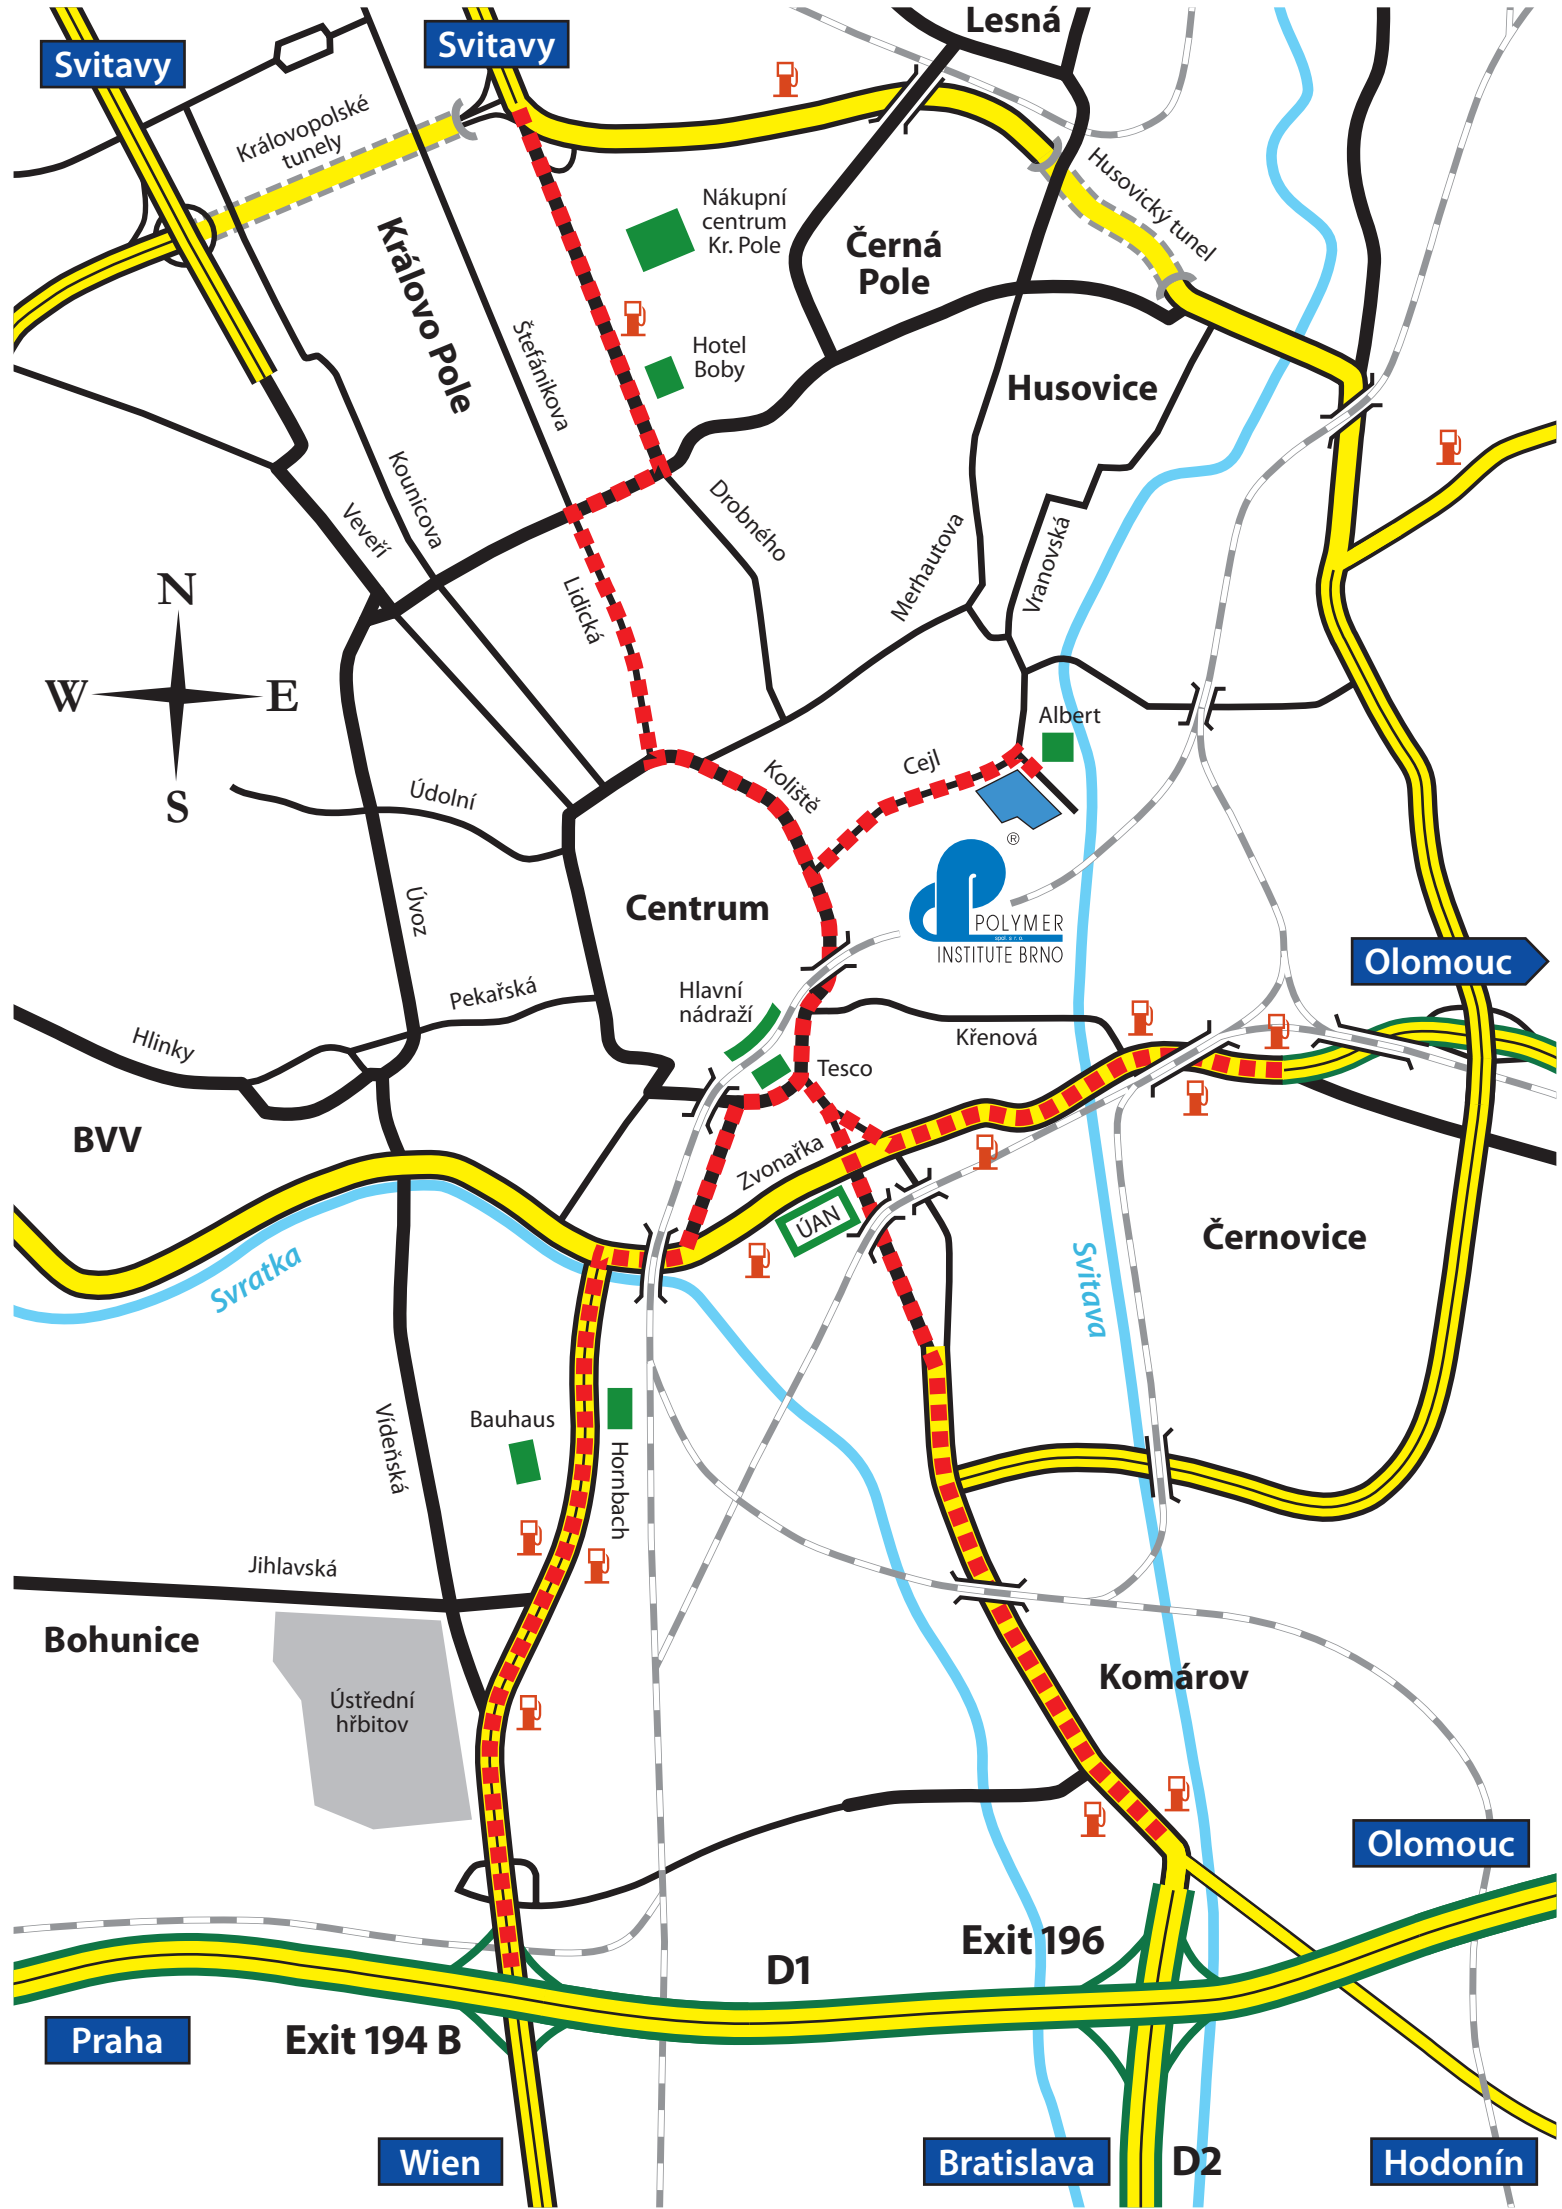 Lesná
Svitavy
Svitavy
Královopolské
tunely
Husovický tunel
Nákupní
centrum
Kr. Pole
Královo Pole
Černá
Pole
Štefánikova
Hotel
Boby
Husovice
Kounicova
Veveří
Drobného
Merhautova
Vranovská
Lidická
N
W
E
S
Albert
Cejl
Koliště
Údolní
®
Úvoz
Centrum
POLYMER
spol. s r. o.
INSTITUTE BRNO
Olomouc
Pekařská
Hlavní
nádraží
Hlinky
Křenová
Tesco
BVV
Zvonařka
ÚAN
Černovice
Svratka
Svitava
Vídeňská
Bauhaus
Hornbach
Jihlavská
Bohunice
Ústřední
hřbitov
Komárov
Olomouc
Exit 196
D1
Praha
Exit 194 B
Wien
Bratislava
D2
Hodonín